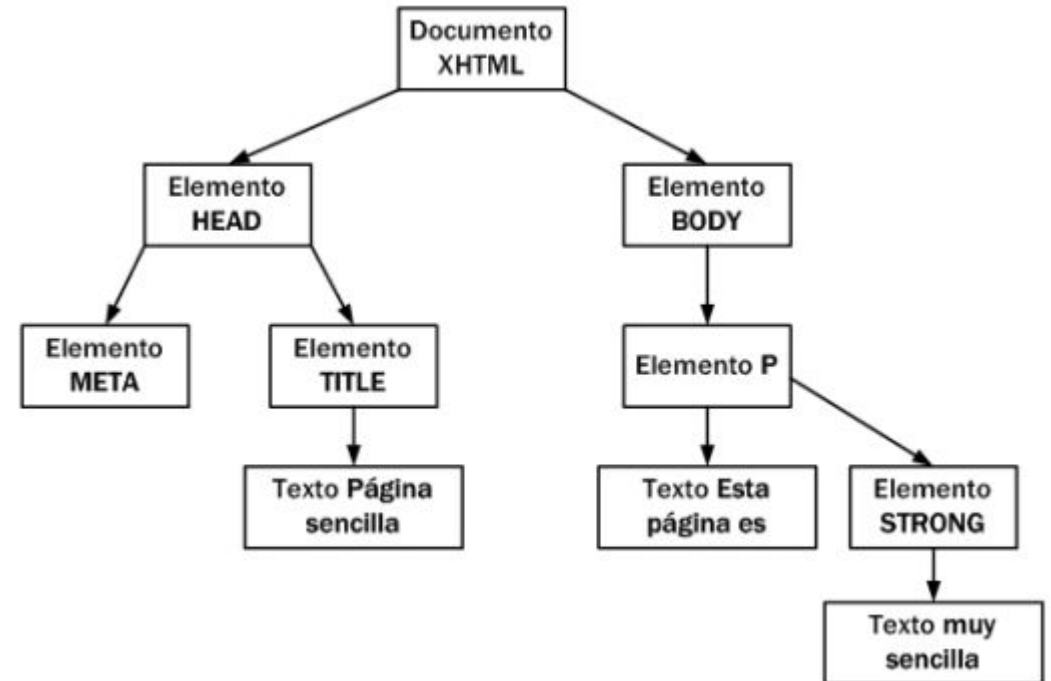 Documento
XHTML
Elemento
HEAD
Elemento
BODY
Elemento
META
Elemento
TITLE
Elemento P
Texto Página
sencilla
Texto Esta
página es
Elemento
STRONG
Texto muy
sencilla